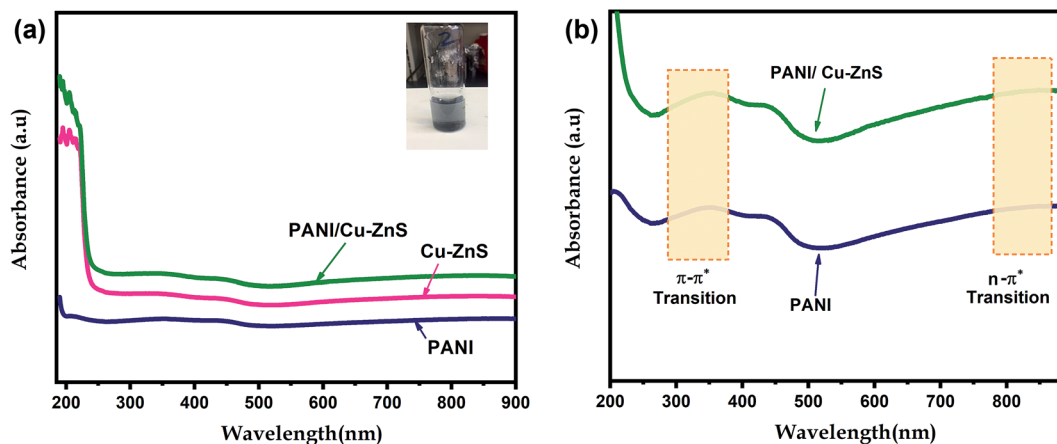 (a)
2
PANI/Cu-ZnS
Cu-ZnS
PANI
Absorbance (a.u)
200 300 400 500 600 700 800 900
Wavelength(nm)
(b)
PANI/ Cu-ZnS
π-π*
Transition
n-π*
Transition
PANI
Absorbance (a.u)
200 300 400 500 600 700 800
Wavelength(nm)